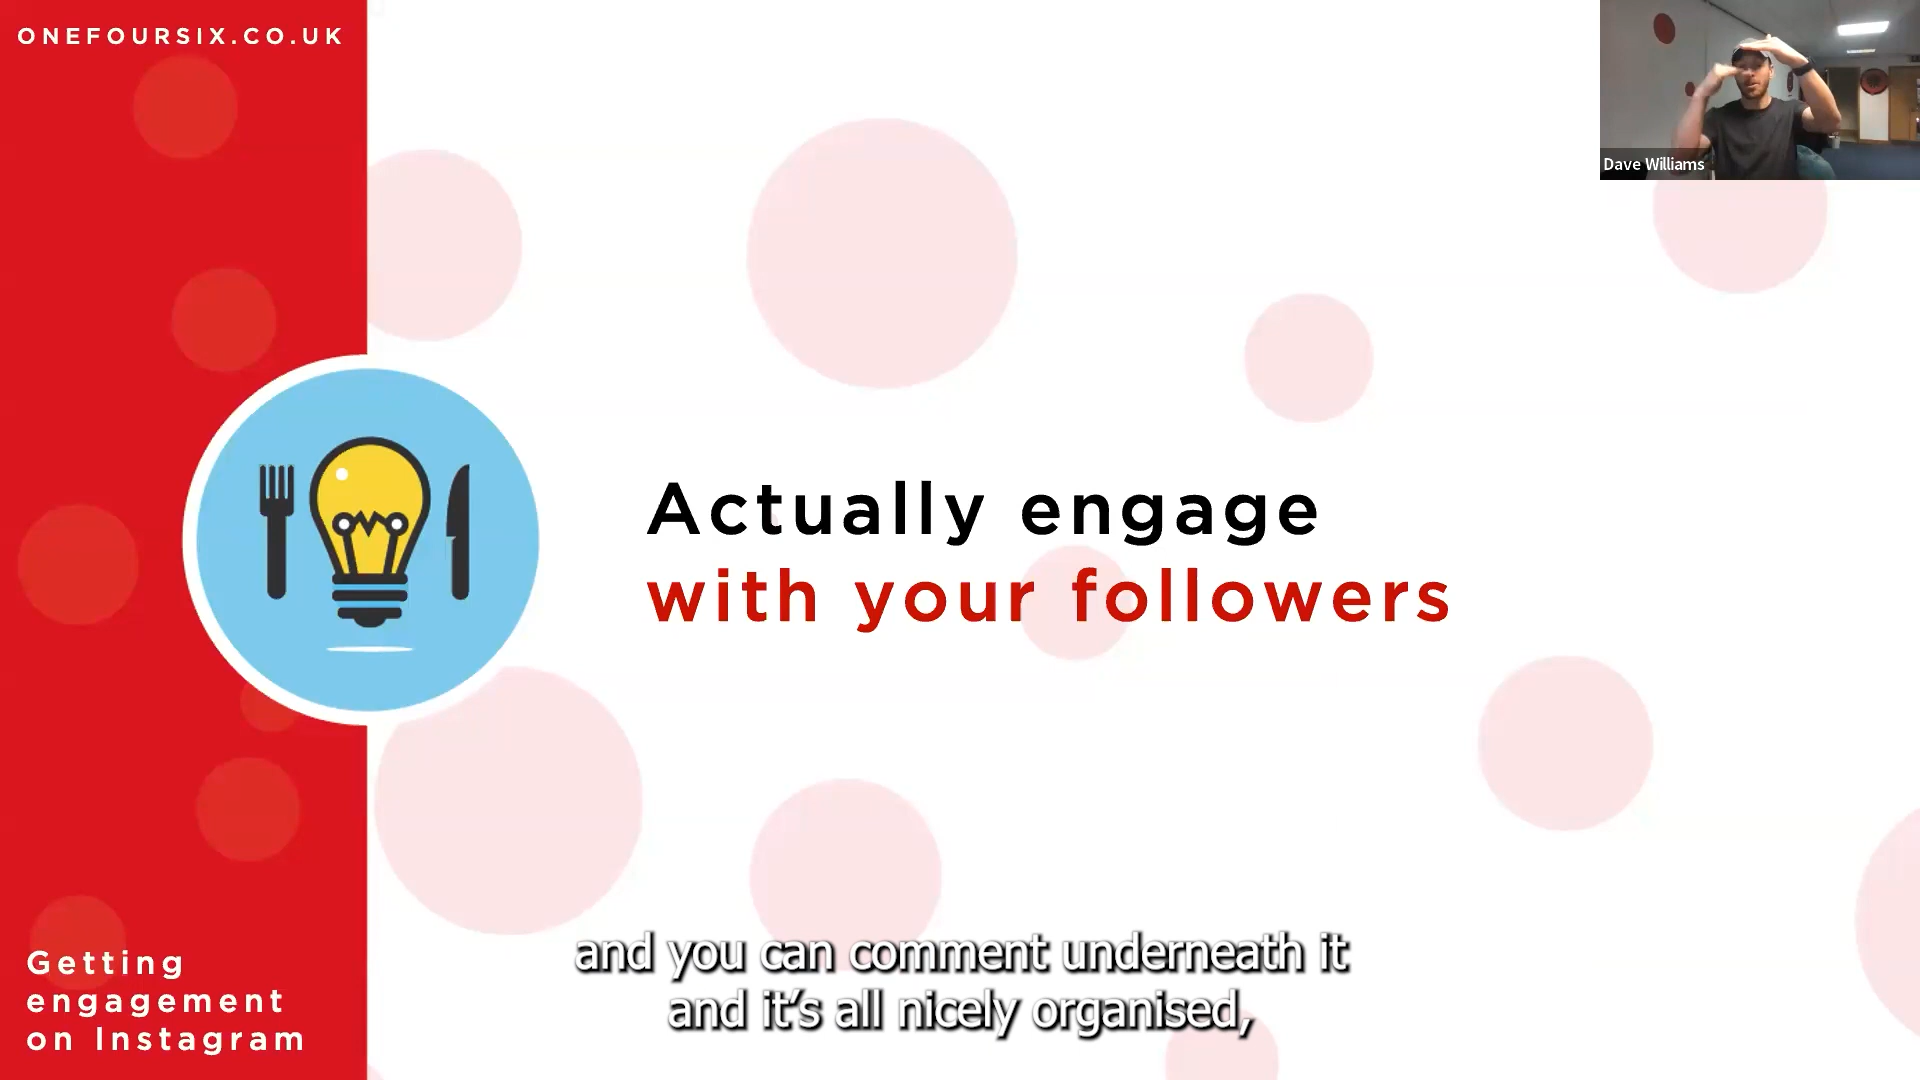 ONEFOURSIX.CO.UK
Dave Williams
Actually engage
with your followers
Getting
engagement
on Instagram
and you can comment underneath it
and it's all nicely organised,